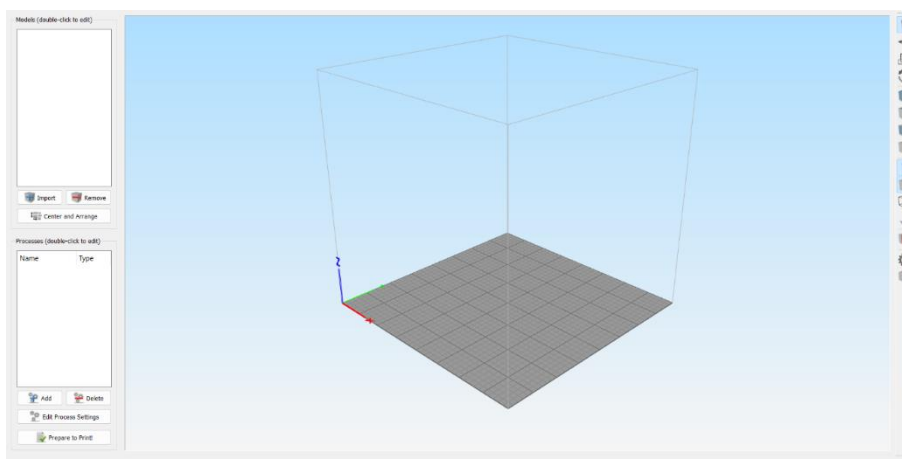 Models (double-click to edit)
Import
Remove
Center and Arrange
Processes (double-click to edit)
Name Type
Add
Delete
Edit Process Settings
Prepare to Print!